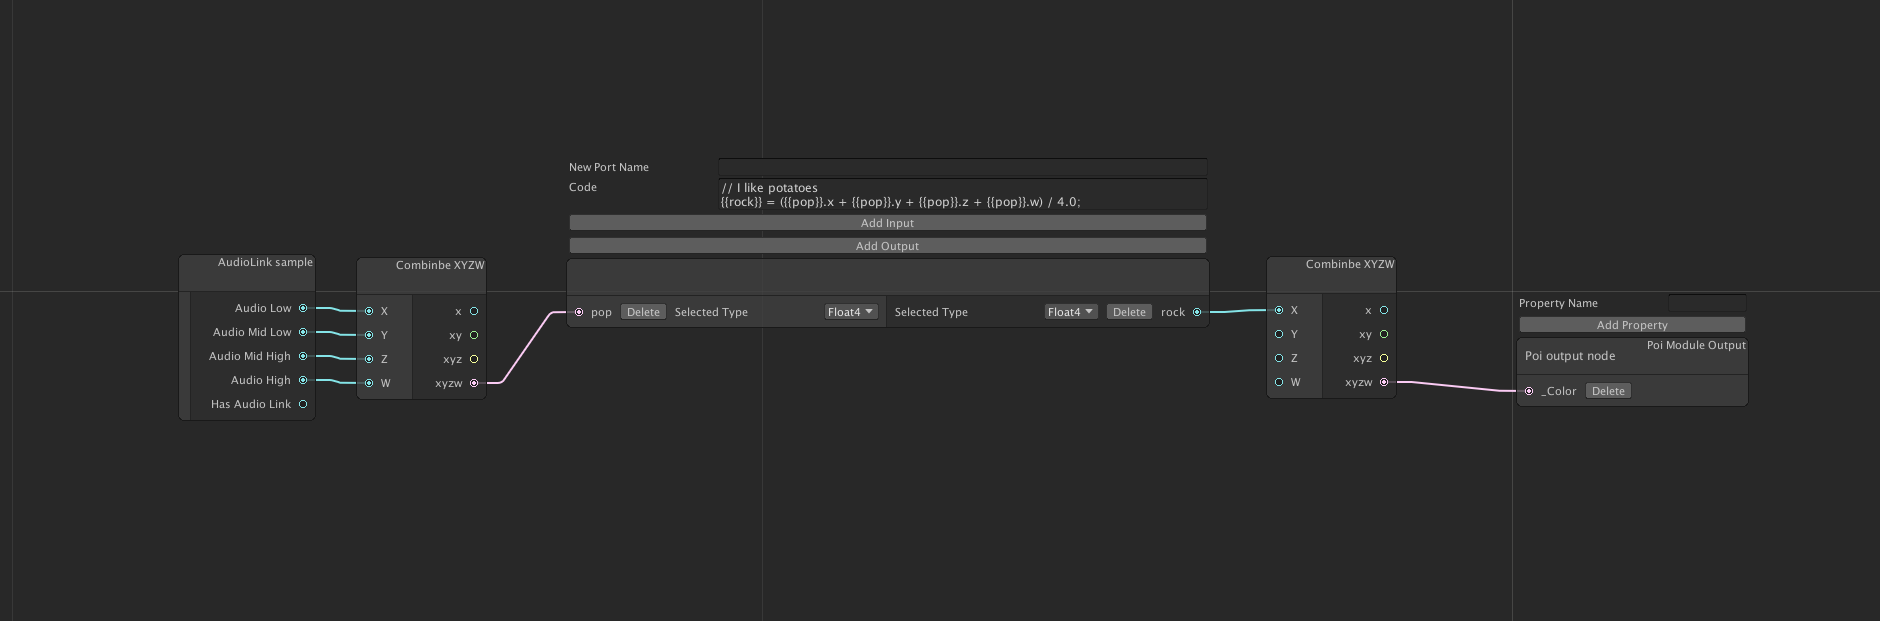 New Port Name
Code
// I like potatoes
{{rock}} = ({{pop}}.x + {{pop}}.y + {{pop}}.z + {{pop}}.w) / 4.0;
Add Input
Add Output
AudioLink sample
Audio Low
Audio Mid Low
Audio Mid High
Audio High
Has Audio Link
Combinbe XYZW
X x
Y xy
Z xyz
W xyzw
pop Delete Selected Type Float4 Selected Type Float4 Delete rock
Combinbe XYZW
X x
Y xy
Z xyz
W xyzw
Property Name
Add Property
Poi Module Output
Poi output node
_Color Delete